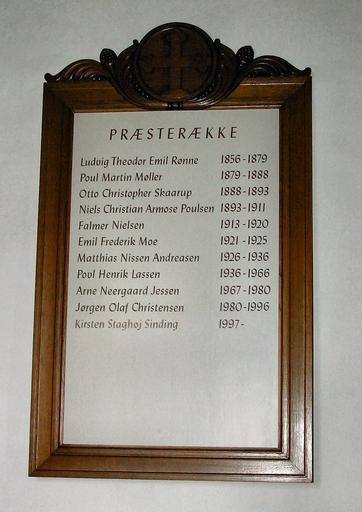 PRÆSTERÆKKE
Ludvig Theodor Emil Rønne 1856-1879
Poul Martin Møller 1879-1888
Otto Christopher Skaarup 1888-1893
Niels Christian Armose Poulsen 1893-1911
Falmer Nielsen 1913-1920
Emil Frederik Moe 1921-1925
Matthias Nissen Andreasen 1926-1936
Povl Henrik Lassen 1936-1966
Arne Neergaard Jessen 1967-1980
Jørgen Olaf Christensen 1980-1996
Kirsten Staghøj Sinding 1997-